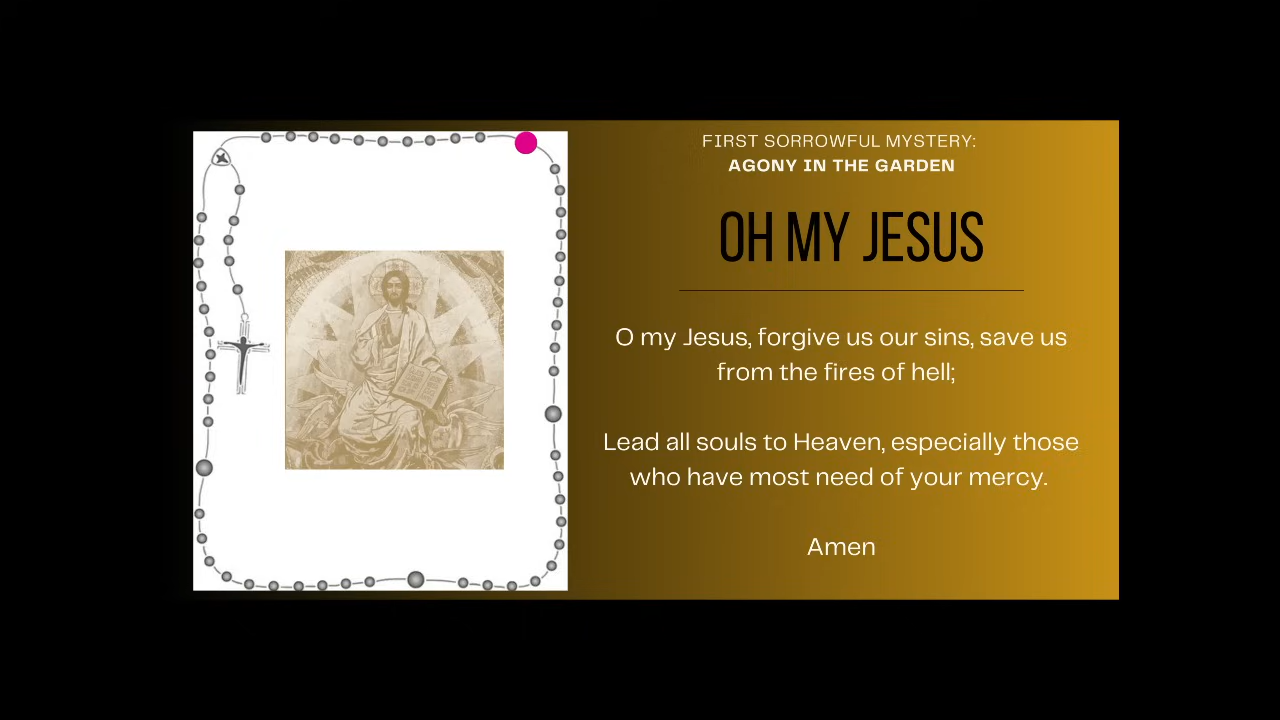 FIRST SORROWFUL MYSTERY:
AGONY IN THE GARDEN
OH MY JESUS
O my Jesus, forgive us our sins, save us
from the fires of hell;
Lead all souls to Heaven, especially those
who have most need of your mercy.
Amen